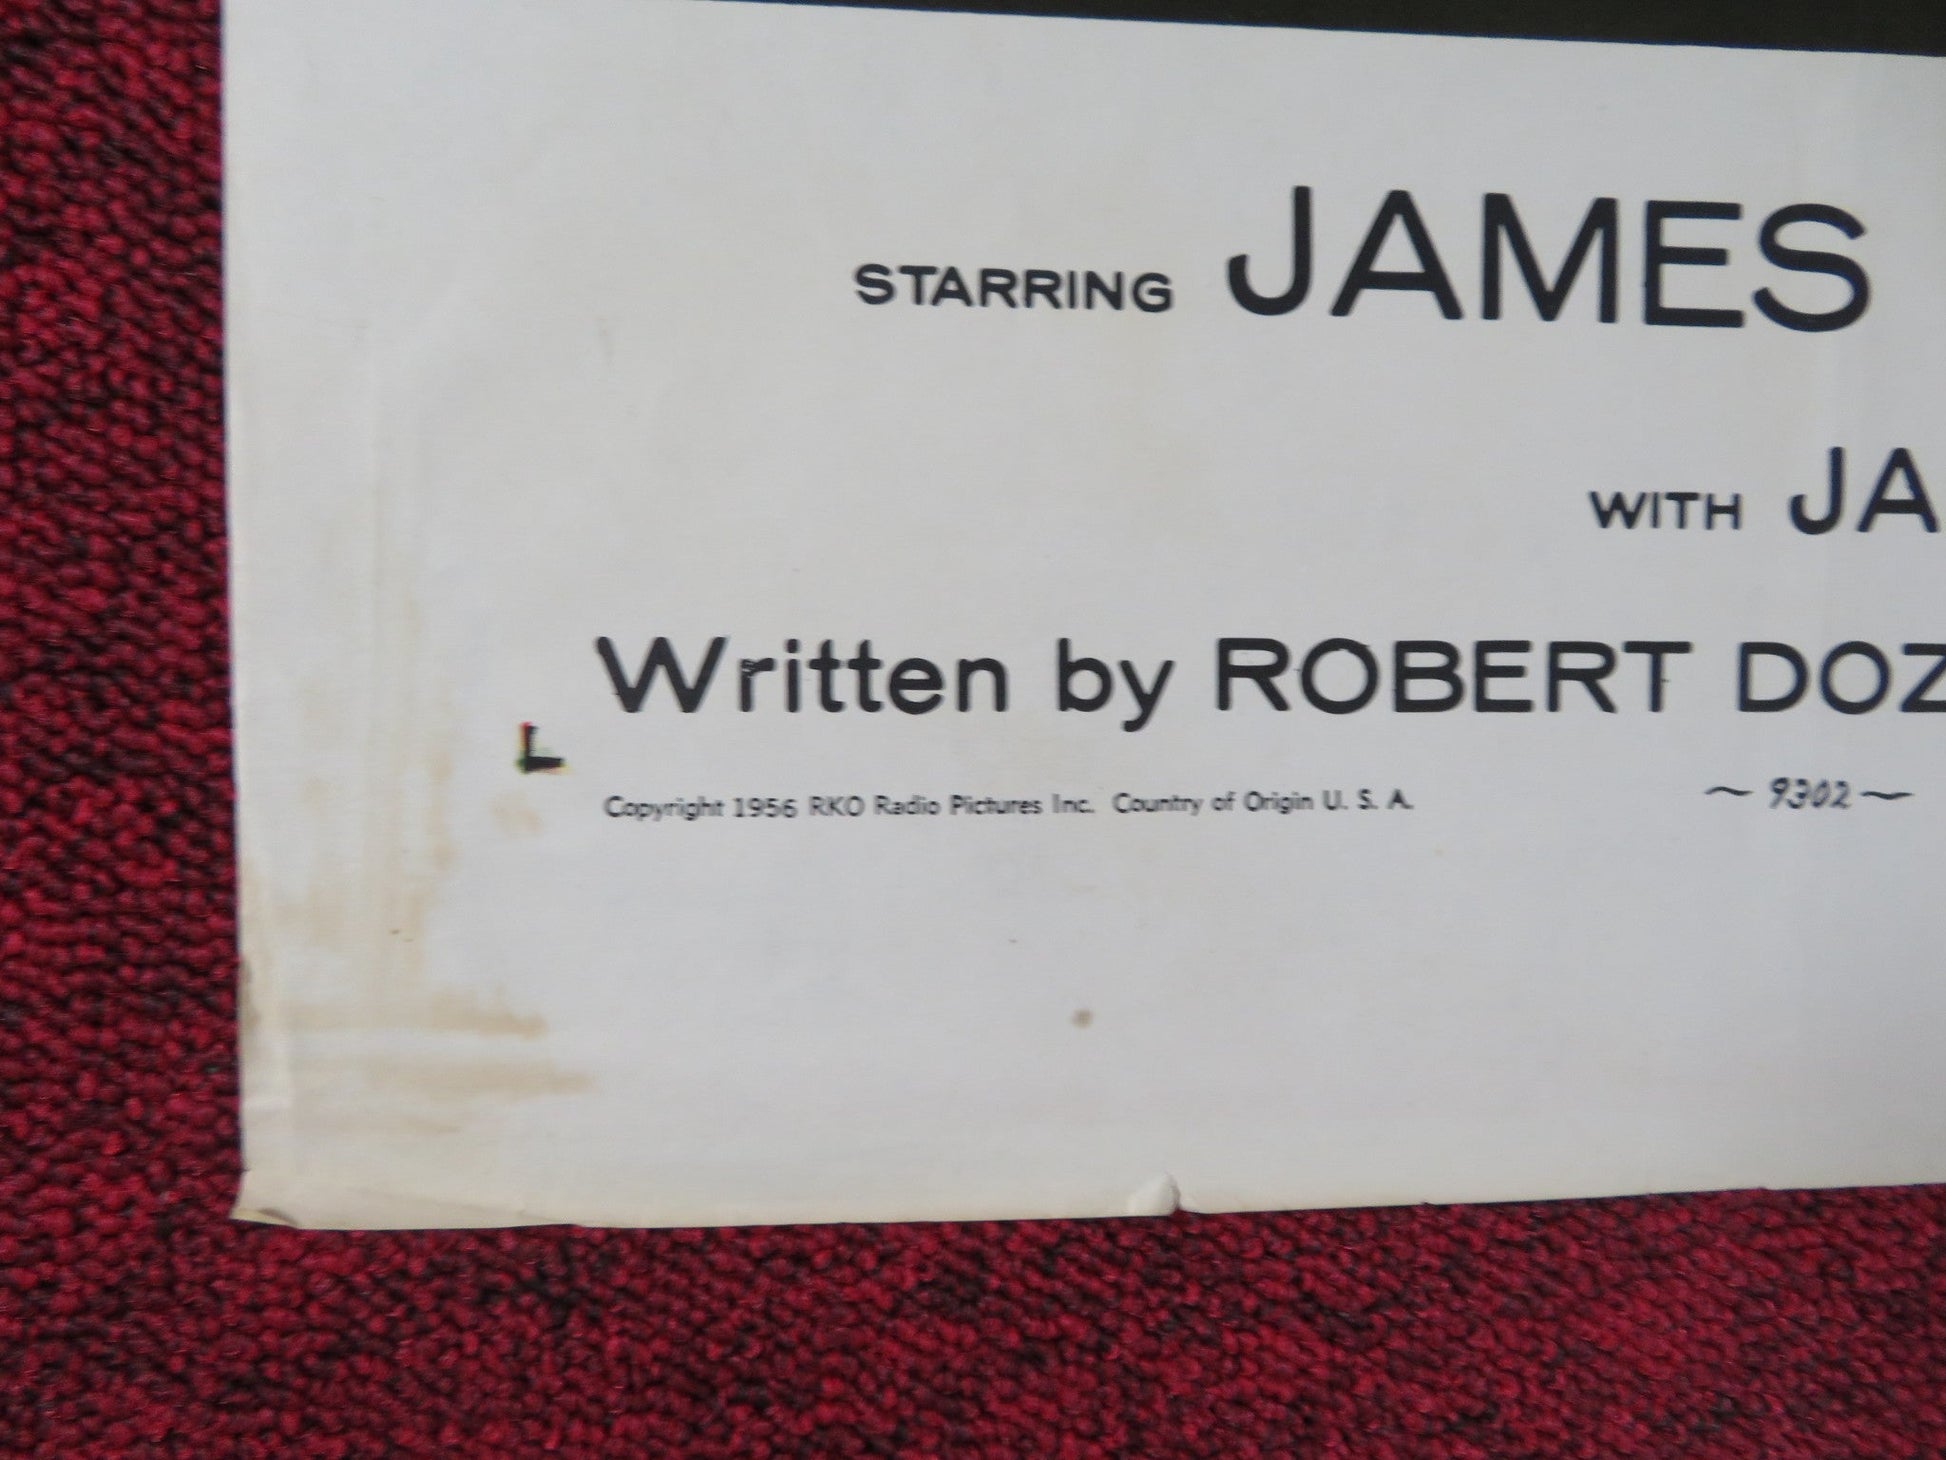 STARRING JAMES
WITH JA
Written by ROBERT DOZ
Copyright 1956 RKO Radio Pictures Inc. Country of Origin U. S. A.
~9302~